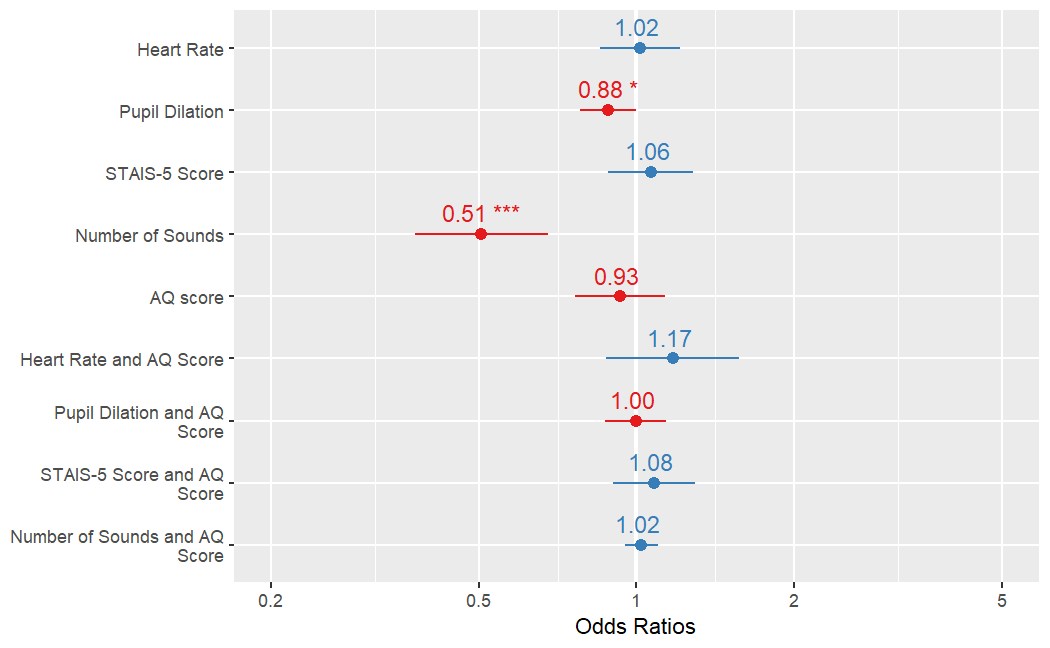 1.02
Heart Rate
0.88 *
Pupil Dilation
1.06
STAIS-5 Score
0.51 ***
Number of Sounds
0.93
AQ score
1.17
Heart Rate and AQ Score
1.00
Pupil Dilation and AQ
Score
1.08
STAIS-5 Score and AQ
Score
1.02
Number of Sounds and AQ
Score
0.2 0.5 1 2 5
Odds Ratios